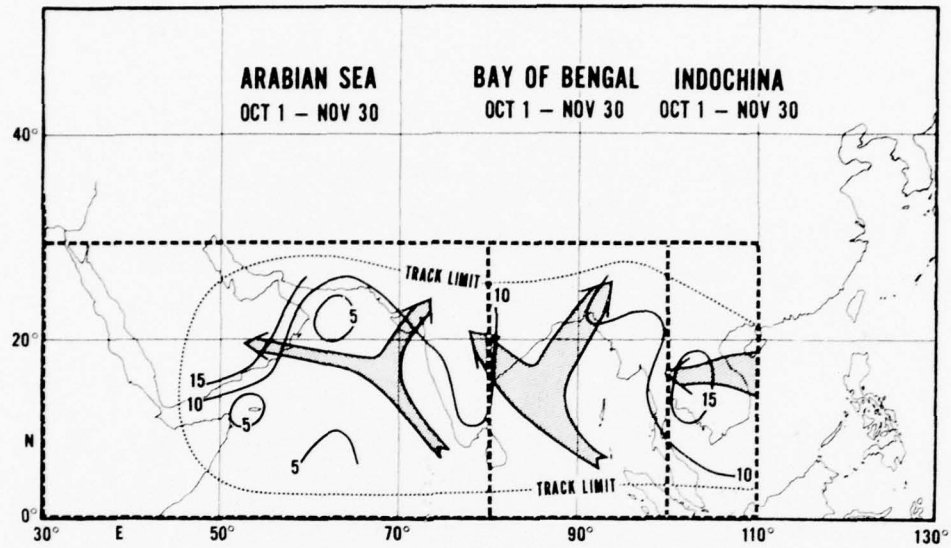 ARABIAN SEA
OCT 1 – NOV 30
BAY OF BENGAL
OCT 1 – NOV 30
INDOCHINA
OCT 1 – NOV 30
40°
TRACK LIMIT
10
5
20°
15
10
5
15
N
5
10
TRACK LIMIT
0°
30°
E
50°
70°
90°
110°
130°